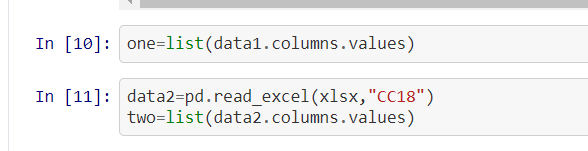 In [10]: one=list(data1.columns.values)
In [11]: data2=pd.read_excel(xlsx,"CC18")
two=list(data2.columns.values)